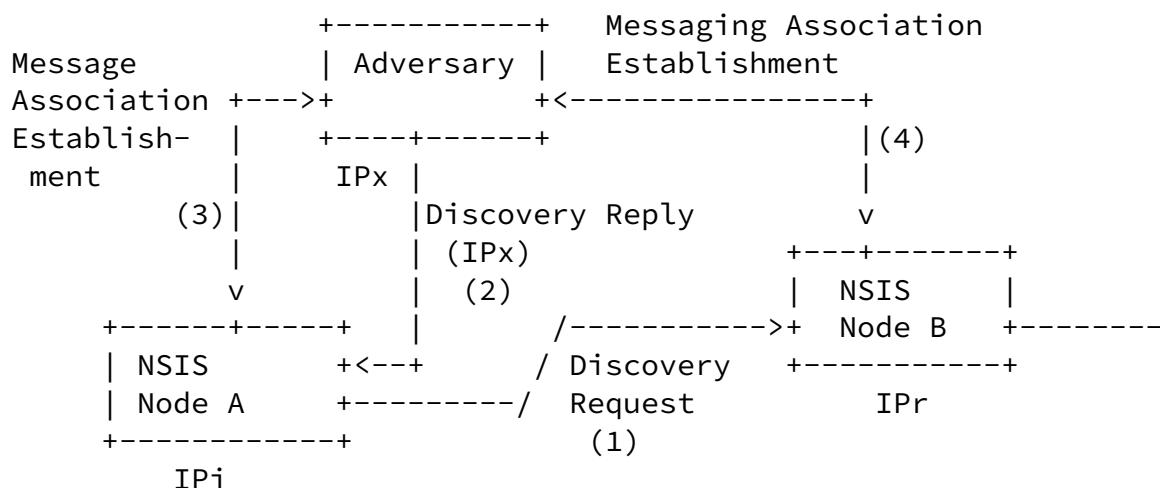 Messaging Association
Message | Adversary | Establishment
Association
Establish- (4)
ment IPx
(3) Discovery Reply
(IPx)
(2) NSIS
Node B
NSIS Discovery
Node A Request IPr
(1)
IPi